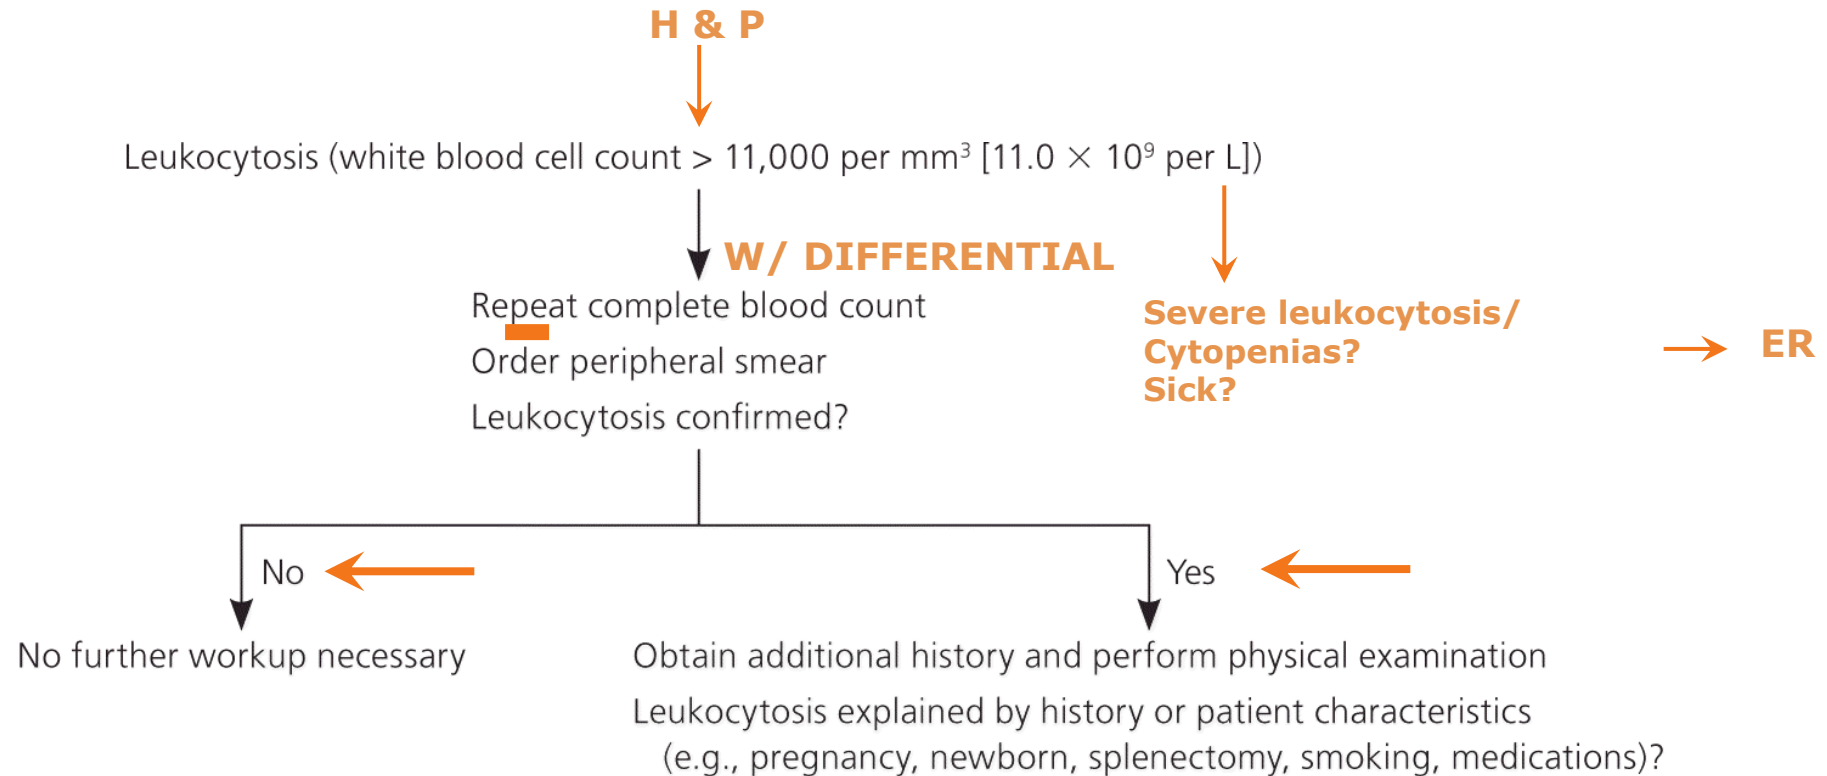 H & P
Leukocytosis (white blood cell count > 11,000 per mm³ [11.0 × 10⁹ per L])
W/ DIFFERENTIAL
Repeat complete blood count
Order peripheral smear
Leukocytosis confirmed?
Severe leukocytosis/
Cytopenias?
Sick?
ER
No
Yes
No further workup necessary
Obtain additional history and perform physical examination
Leukocytosis explained by history or patient characteristics
(e.g., pregnancy, newborn, splenectomy, smoking, medications)?